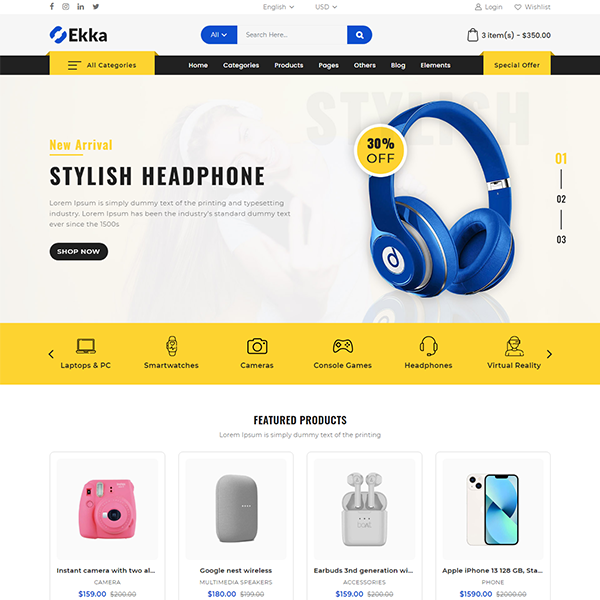 English
USD
Login
Wishlist
Ekka
All
Search Here...
3 item(s) - $350.00
All Categories
Home
Categories
Products
Pages
Others
Blog
Elements
Special Offer
STYLISH
New Arrival
STYLISH HEADPHONE
Lorem Ipsum is simply dummy text of the printing and typesetting
industry. Lorem Ipsum has been the industry's standard dummy text ever
since the 1500s
SHOP NOW
30%
OFF
01
02
03
Laptops & PC
Smartwatches
Cameras
Console Games
Headphones
Virtual Reality
FEATURED PRODUCTS
Lorem Ipsum is simply dummy text of the printing
Instant camera with two al...
CAMERA
$159.00 $200.00
Google nest wireless
MULTIMEDIA SPEAKERS
$180.00 $199.00
boAt
Earbuds 3nd generation wi...
ACCESSORIES
$159.00 $200.00
Apple iPhone 13 128 GB, Sta...
PHONE
$1590.00 $2000.00